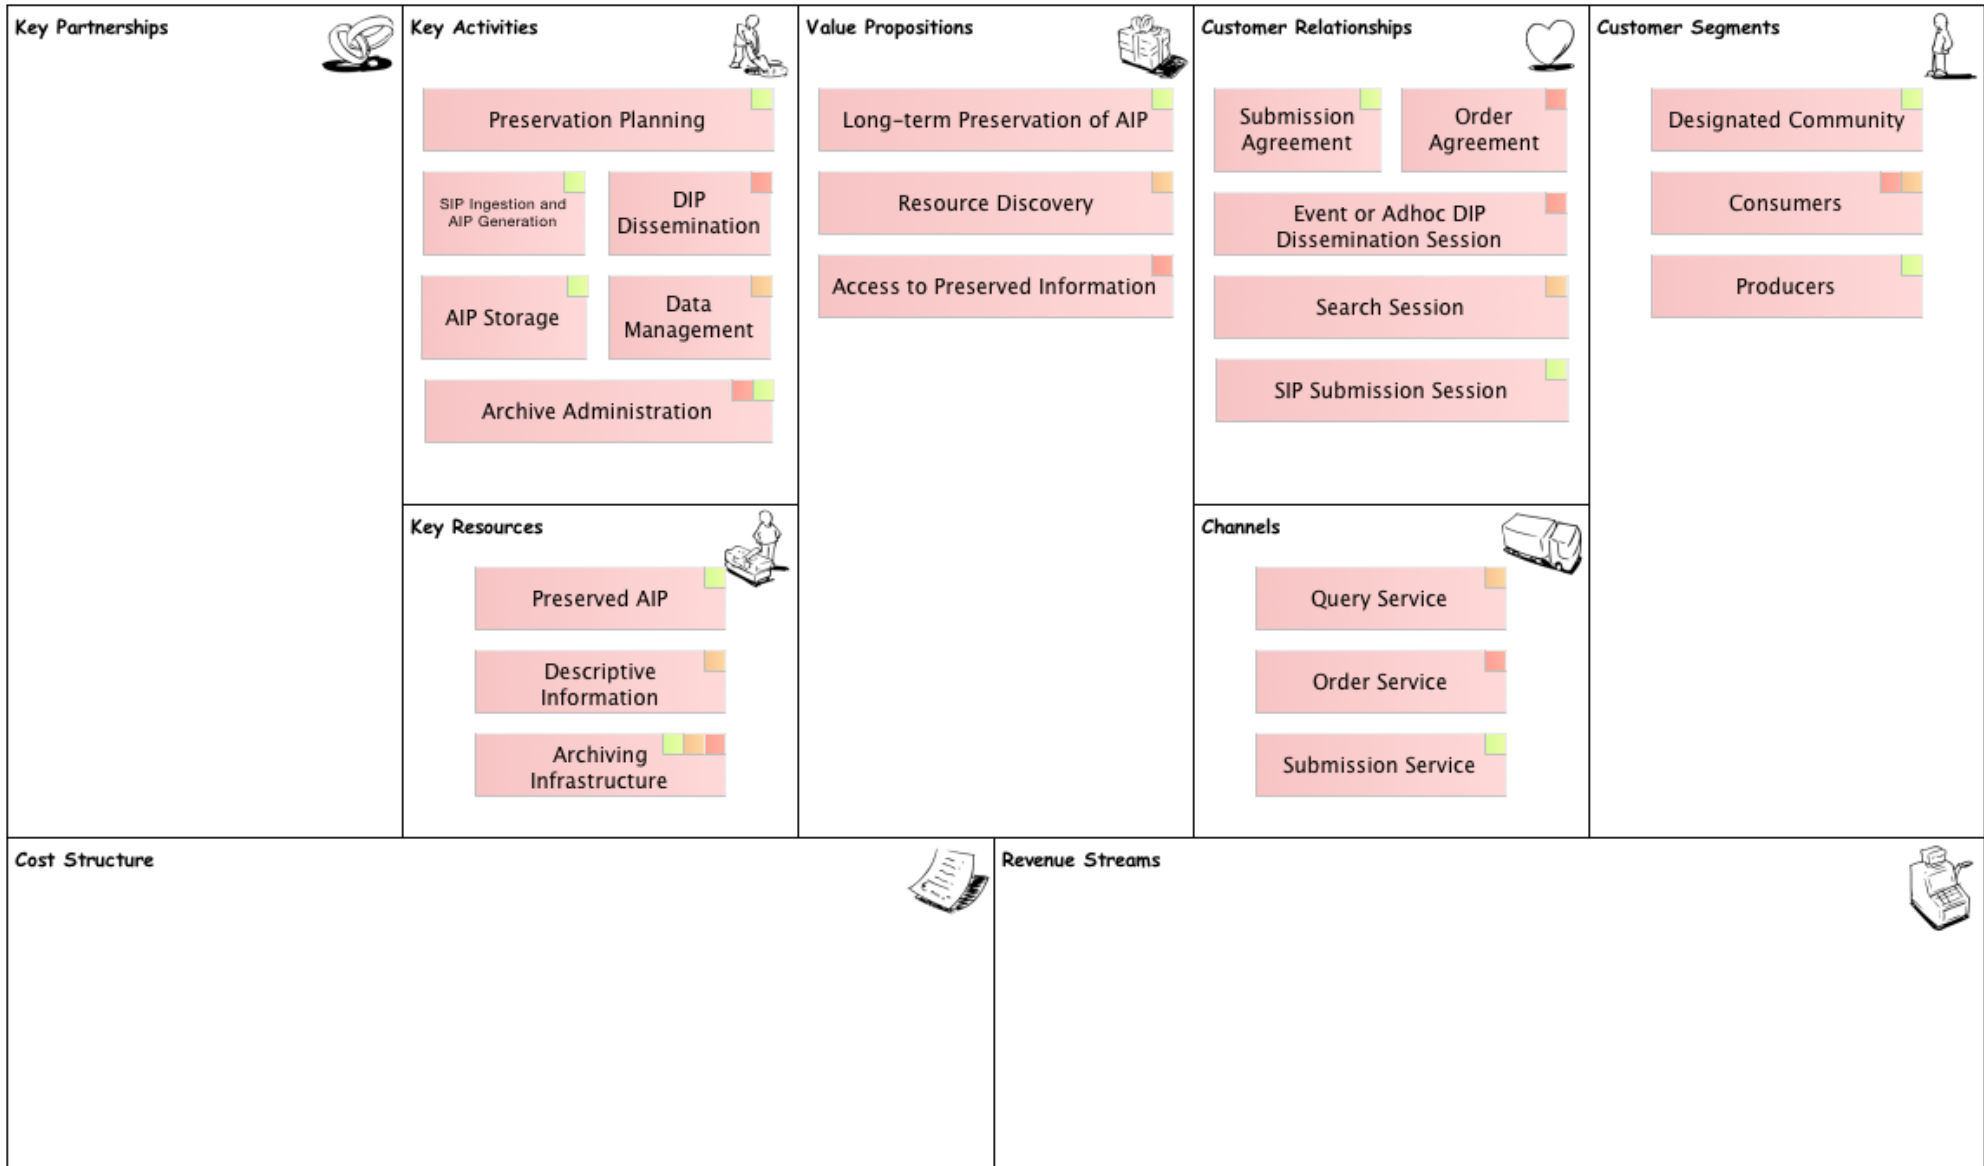 Key Partnerships
Key Activities
Preservation Planning
SIP Ingestion and
AIP Generation
DIP
Dissemination
AIP Storage
Data
Management
Archive Administration
Key Resources
Preserved AIP
Descriptive
Information
Archiving
Infrastructure
Value Propositions
Long-term Preservation of AIP
Resource Discovery
Access to Preserved Information
Customer Relationships
Submission
Agreement
Order
Agreement
Event or Adhoc DIP
Dissemination Session
Search Session
SIP Submission Session
Channels
Query Service
Order Service
Submission Service
Customer Segments
Designated Community
Consumers
Producers
Cost Structure
Revenue Streams